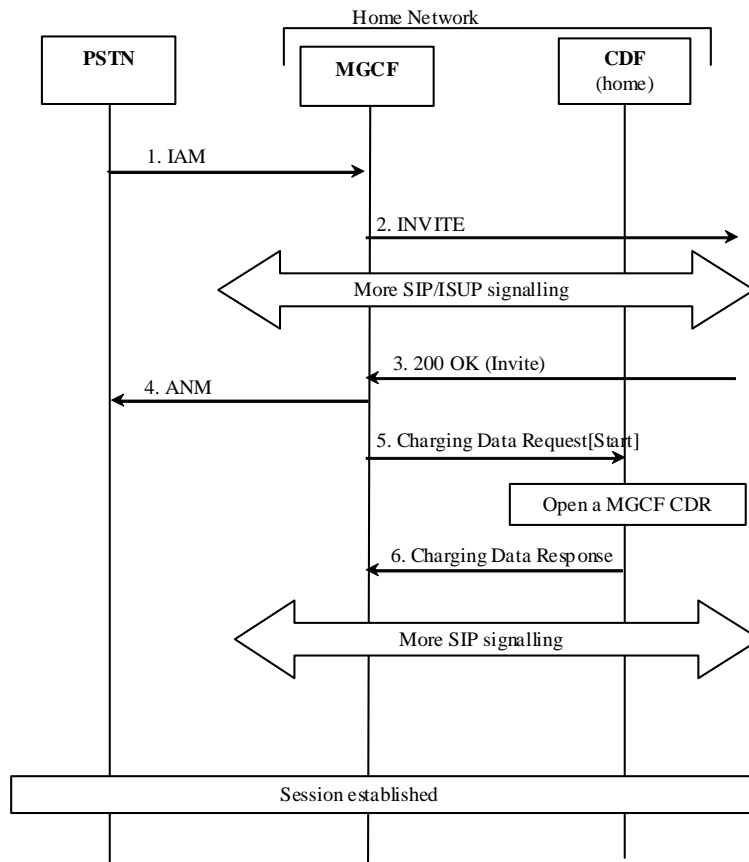 Home Network
PSTN
MGCF
CDF
(home)
1. IAM
2. INVITE
More SIP/ISUP signalling
3. 200 OK (Invite)
4. ANM
5. Charging Data Request[Start]
Open a MGCF CDR
6. Charging Data Response
More SIP signalling
Session established